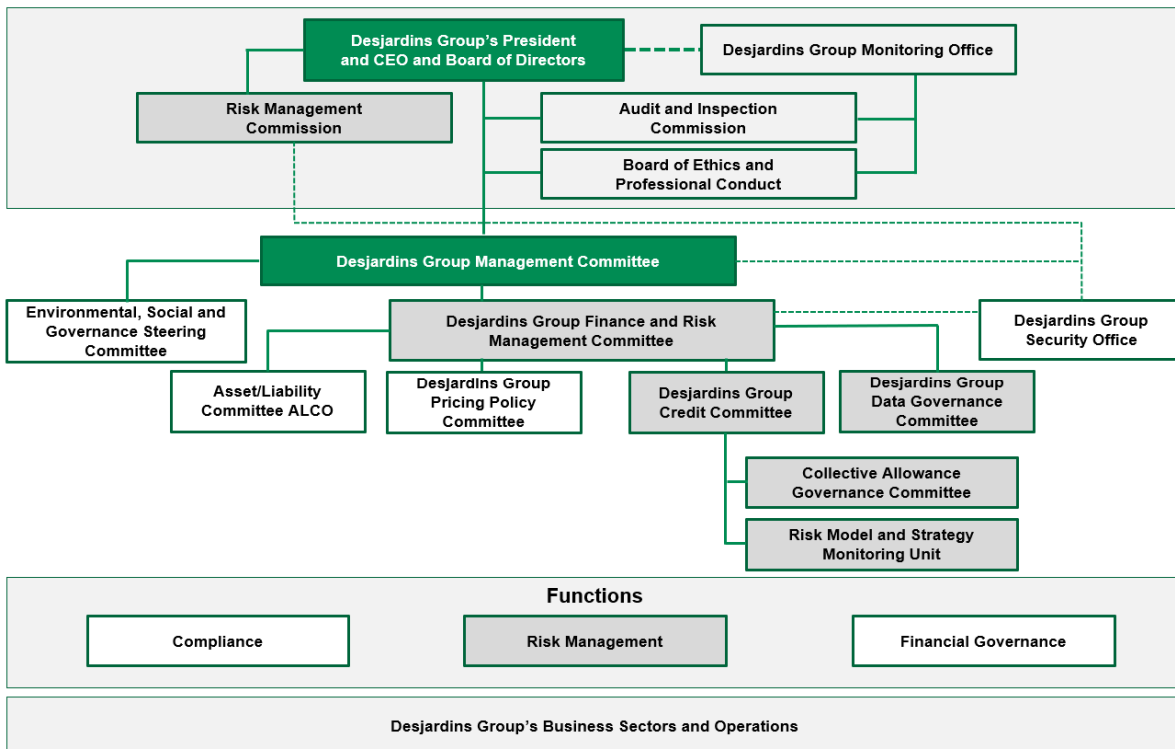 Desjardins Group's President
and CEO and Board of Directors
Desjardins Group Monitoring Office
Risk Management
Commission
Audit and Inspection
Commission
Board of Ethics and
Professional Conduct
Desjardins Group Management Committee
Environmental, Social and
Governance Steering
Committee
Desjardins Group Finance and Risk
Management Committee
Desjardins Group
Security Office
Asset/Liability
Committee ALCO
Desjardins Group
Pricing Policy
Committee
Desjardins Group
Credit Committee
Desjardins Group
Data Governance
Committee
Collective Allowance
Governance Committee
Risk Model and Strategy
Monitoring Unit
Functions
Compliance
Risk Management
Financial Governance
Desjardins Group's Business Sectors and Operations